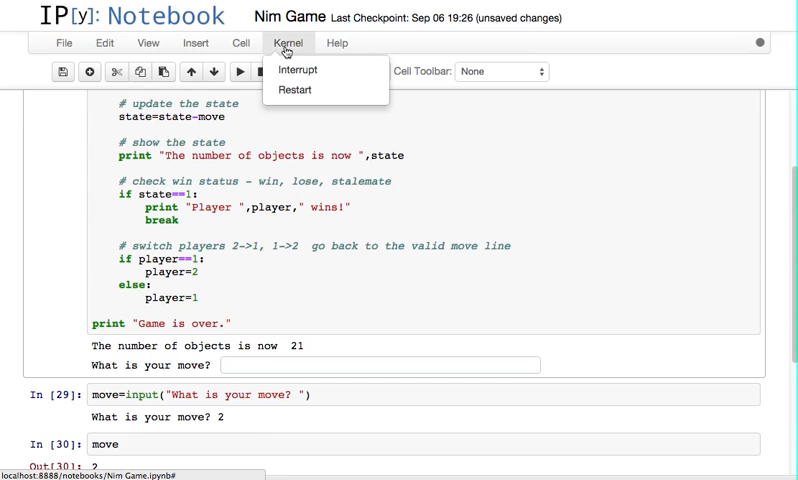 IP[y]: Notebook
Nim Game Last Checkpoint: Sep 06 19:26 (unsaved changes)
File Edit View Insert Cell Kernel Help
Interrupt
Restart
Cell Toolbar: None
# update the state
state=state-move
# show the state
print "The number of objects is now ",state
# check win status - win, lose, stalemate
if state==1:
print "Player ",player," wins!"
break
# switch players 2->1, 1->2  go back to the valid move line
if player==1:
player=2
else:
player=1
print "Game is over."
The number of objects is now  21
What is your move?
In [29]: move=input("What is your move? ")
What is your move? 2
In [30]: move
Out[30]: 2
localhost:8888/notebooks/Nim Game.ipynb#